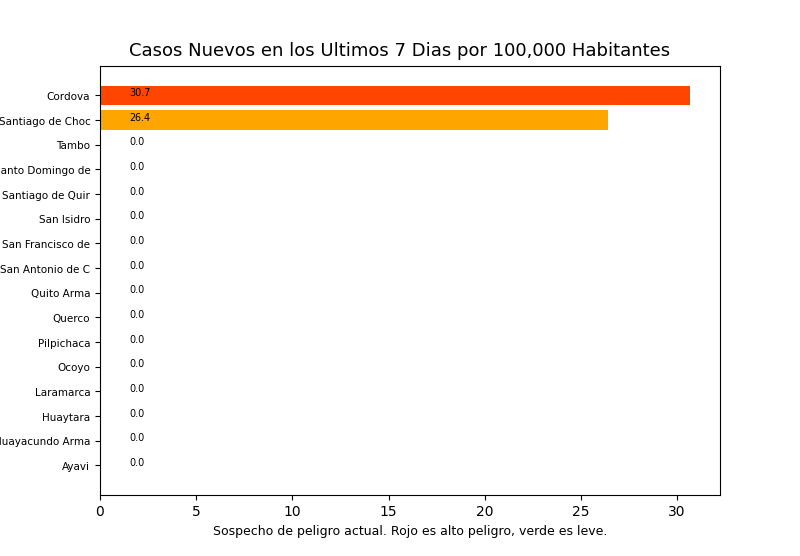 Casos Nuevos en los Ultimos 7 Dias por 100,000 Habitantes
Cordova 30.7
Santiago de Choc 26.4
Tambo 0.0
anto Domingo de 0.0
Santiago de Quir 0.0
San Isidro 0.0
San Francisco de 0.0
San Antonio de C 0.0
Quito Arma 0.0
Querco 0.0
Pilpichaca 0.0
Ocoyo 0.0
Laramarca 0.0
Huaytara 0.0
Huayacundo Arma 0.0
Ayavi 0.0
0 5 10 15 20 25 30
Sospecho de peligro actual. Rojo es alto peligro, verde es leve.